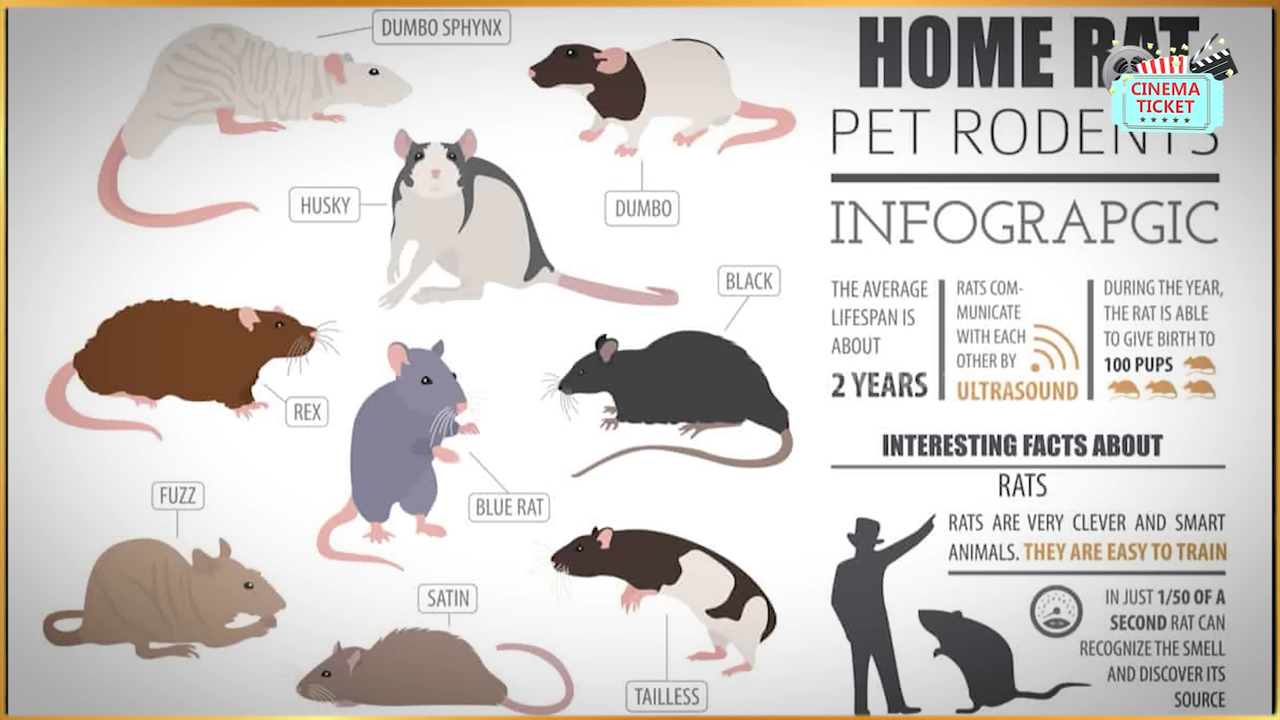 DUMBO SPHYNX
HUSKY
DUMBO
BLACK
REX
BLUE RAT
FUZZ
SATIN
TAILLESS
HOME RAT
CINEMA
TICKET
PET RODENTS
INFOGRAPGIC
THE AVERAGE
LIFESPAN IS
ABOUT
2 YEARS
RATS COM-
MUNICATE
WITH EACH
OTHER BY
ULTRASOUND
DURING THE YEAR,
THE RAT IS ABLE
TO GIVE BIRTH TO
100 PUPS
INTERESTING FACTS ABOUT
RATS
RATS ARE VERY CLEVER AND SMART
ANIMALS. THEY ARE EASY TO TRAIN
IN JUST 1/50 OF A
SECOND RAT CAN
RECOGNIZE THE SMELL
AND DISCOVER ITS
SOURCE